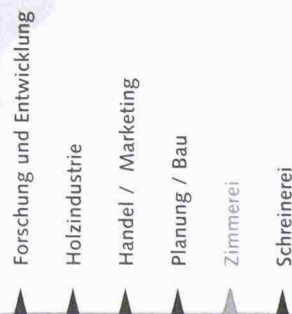 Forschung und Entwicklung
Holzindustrie
Handel / Marketing
Planung / Bau
Zimmerei
Schreinerei